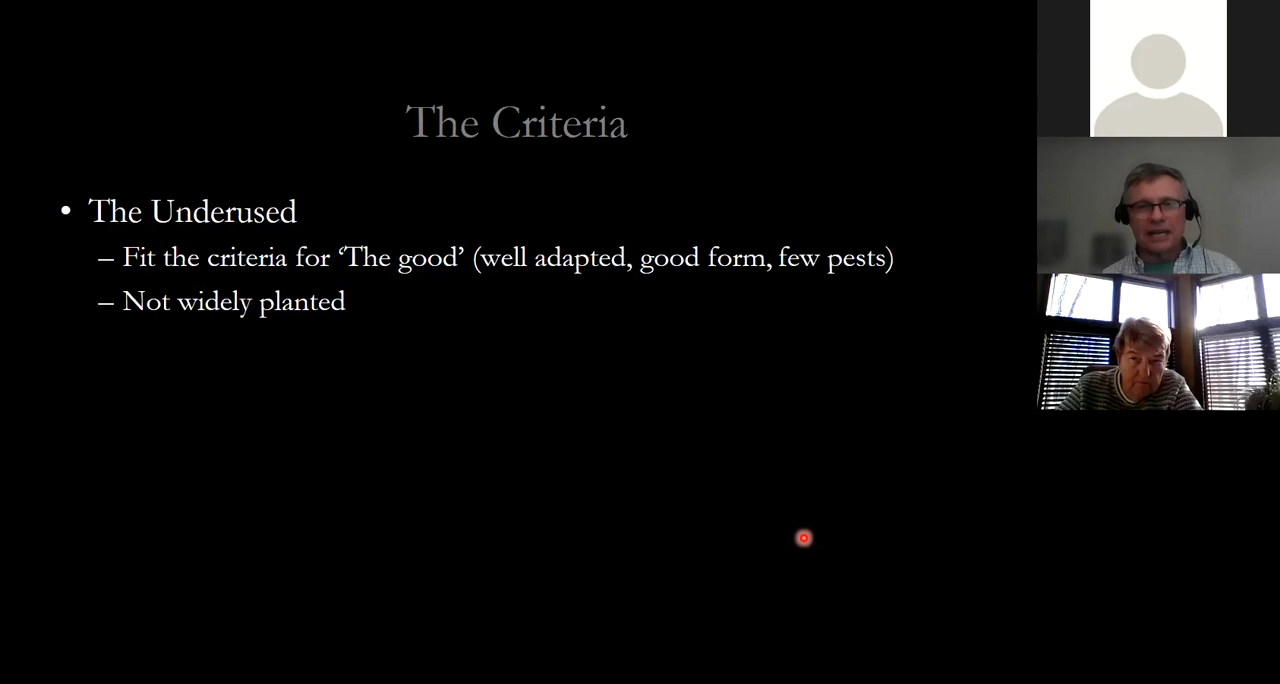 The Criteria
• The Underused
– Fit the criteria for ‘The good’ (well adapted, good form, few pests)
– Not widely planted